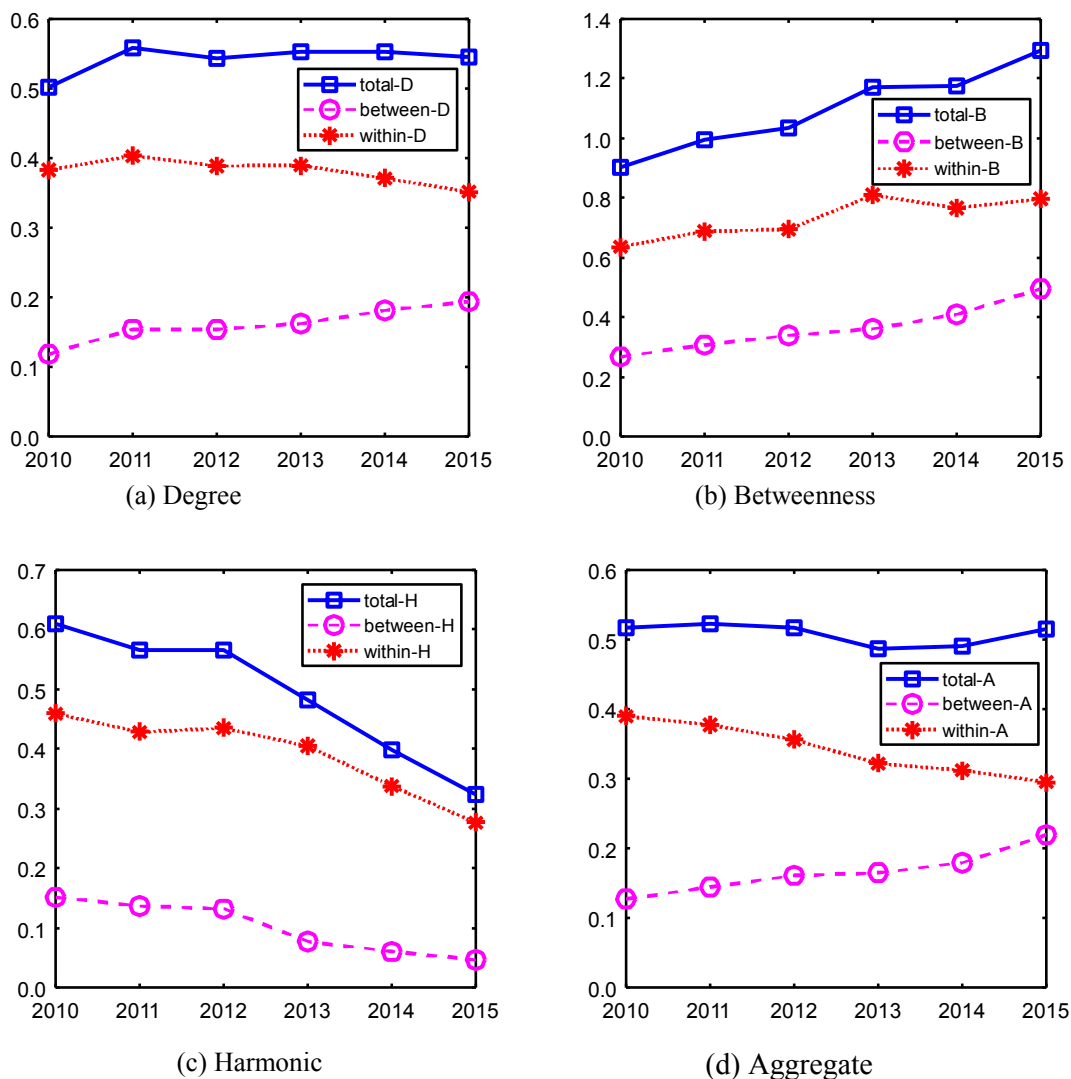 0.6
0.5
0.4
0.3
0.2
0.1
0.0
total-D
between-D
within-D
2010 2011 2012 2013 2014 2015
(a) Degree
1.4
1.2
1.0
0.8
0.6
0.4
0.2
0.0
total-B
between-B
within-B
2010 2011 2012 2013 2014 2015
(b) Betweenness
0.7
0.6
0.5
0.4
0.3
0.2
0.1
0.0
total-H
between-H
within-H
2010 2011 2012 2013 2014 2015
(c) Harmonic
0.6
0.5
0.4
0.3
0.2
0.1
0.0
total-A
between-A
within-A
2010 2011 2012 2013 2014 2015
(d) Aggregate